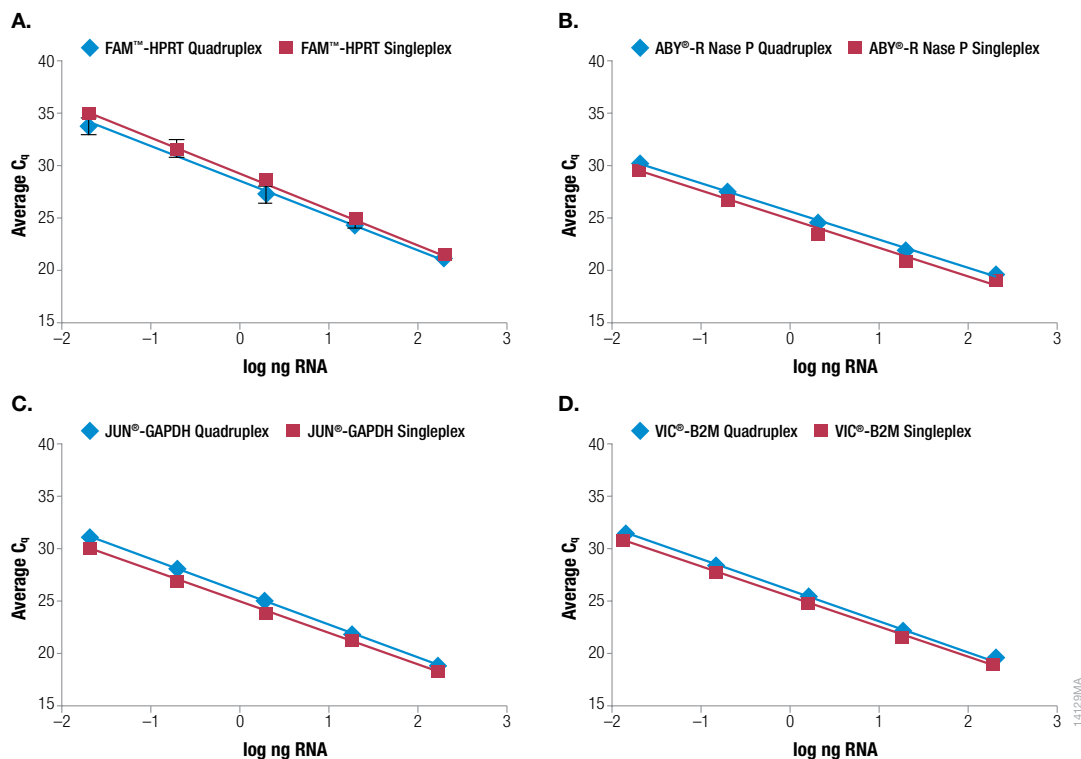 A.
FAM™-HPRT Quadruplex FAM™-HPRT Singleplex
40
35
30
25
20
15
–2 –1 0 1 2 3
Average Cq
log ng RNA
B.
ABY®-R Nase P Quadruplex ABY®-R Nase P Singleplex
40
35
30
25
20
15
–2 –1 0 1 2 3
Average Cq
log ng RNA
C.
JUN®-GAPDH Quadruplex JUN®-GAPDH Singleplex
40
35
30
25
20
15
–2 –1 0 1 2 3
Average Cq
log ng RNA
D.
VIC®-B2M Quadruplex VIC®-B2M Singleplex
40
35
30
25
20
15
–2 –1 0 1 2 3
Average Cq
log ng RNA
14129MA